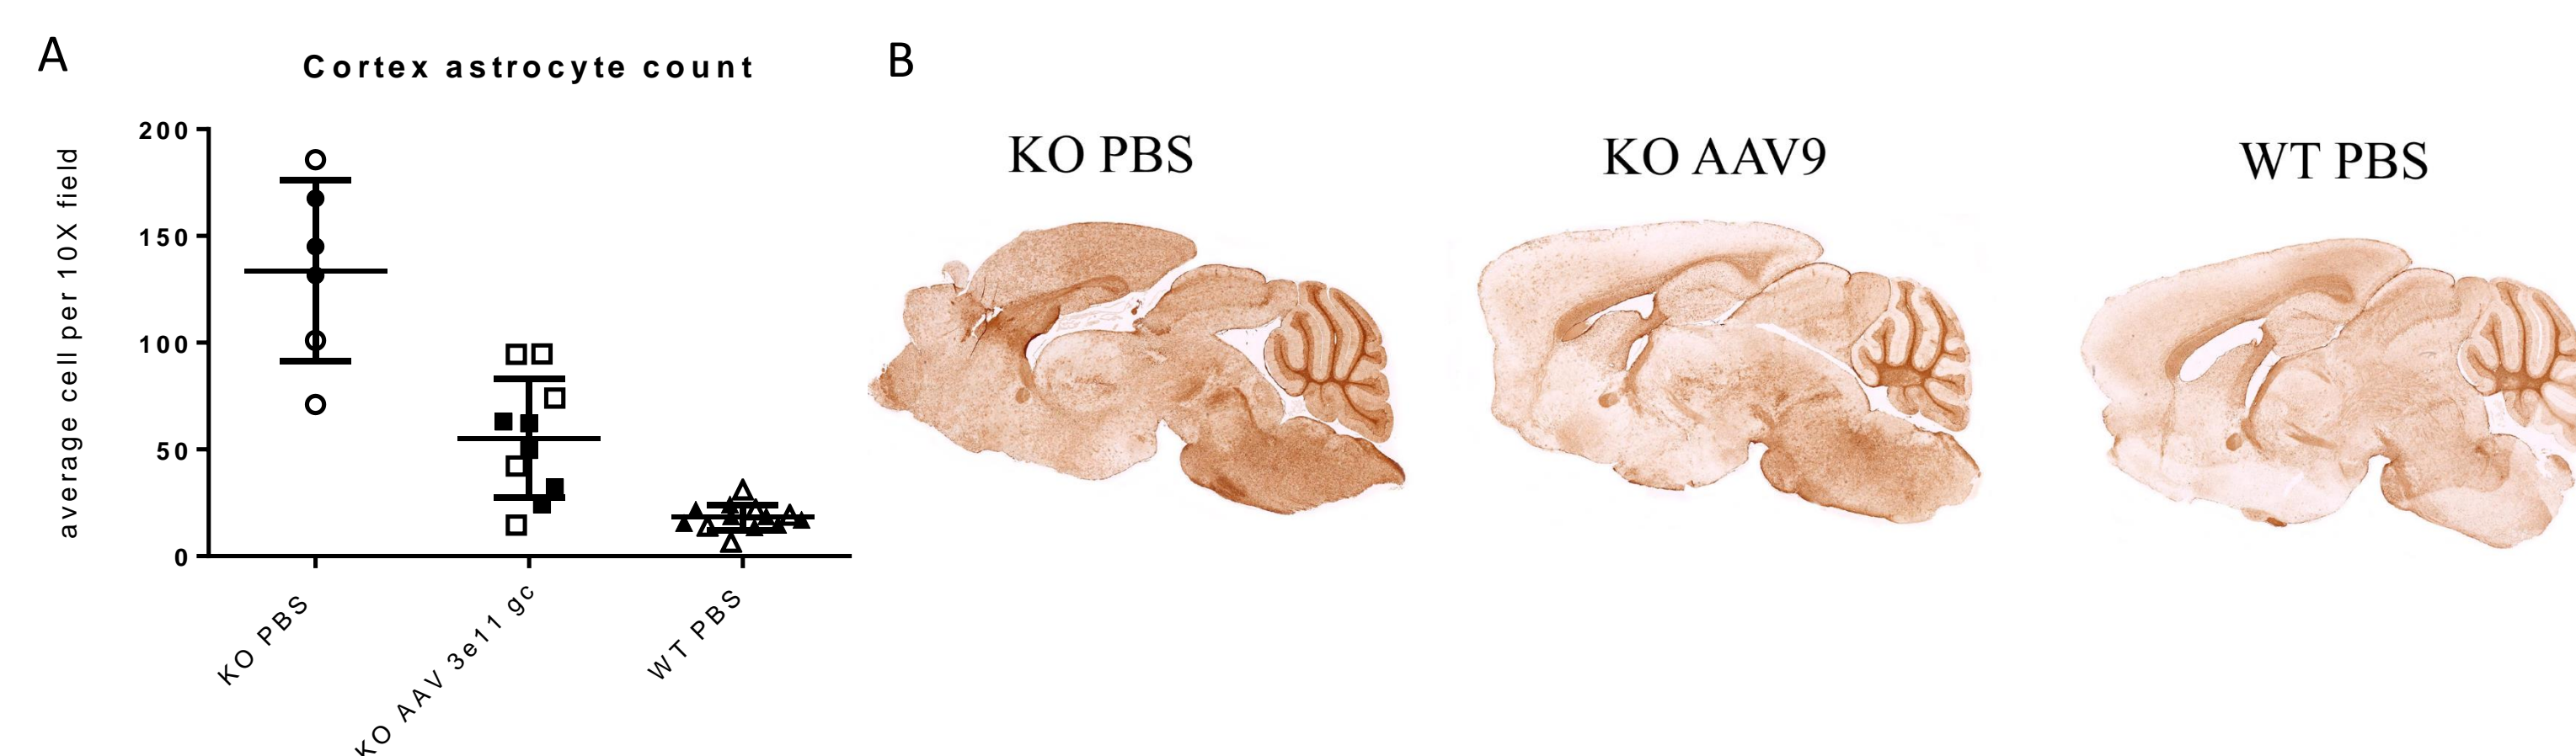 A
Cortex astrocyte count
average cell per 10X field
200
150
100
50
0
KO PBS
KO AAV 3e11 gc
WT PBS
B
KO PBS
KO AAV9
WT PBS